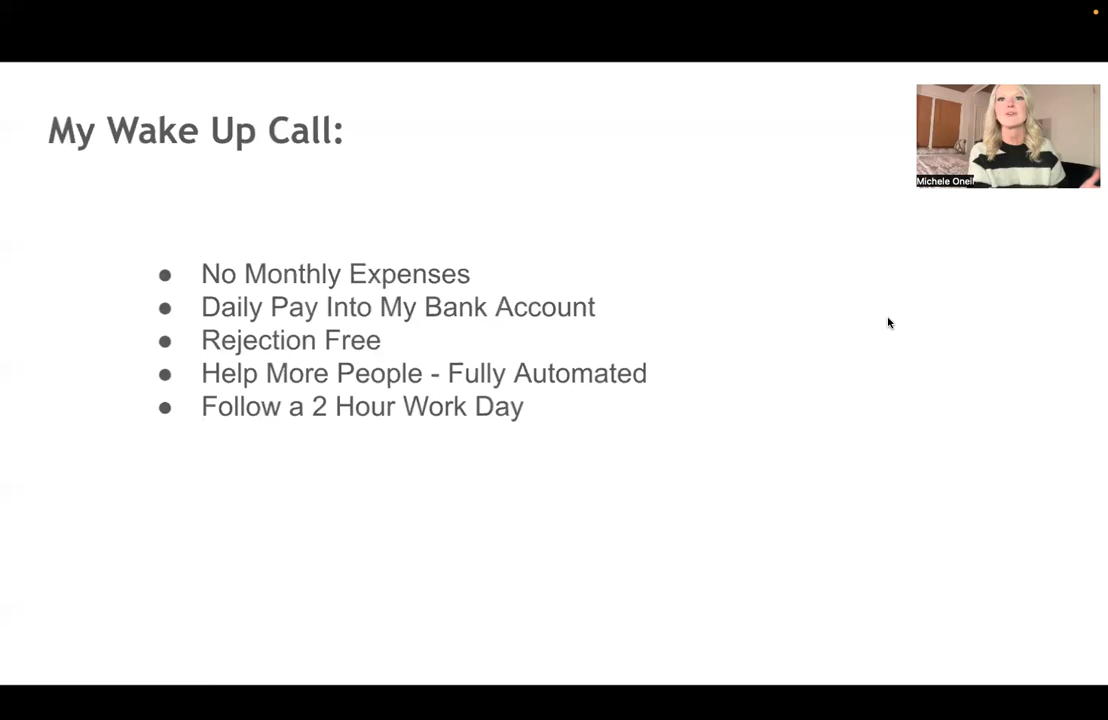 My Wake Up Call:
Michele Oneil
● No Monthly Expenses
● Daily Pay Into My Bank Account
● Rejection Free
● Help More People - Fully Automated
● Follow a 2 Hour Work Day